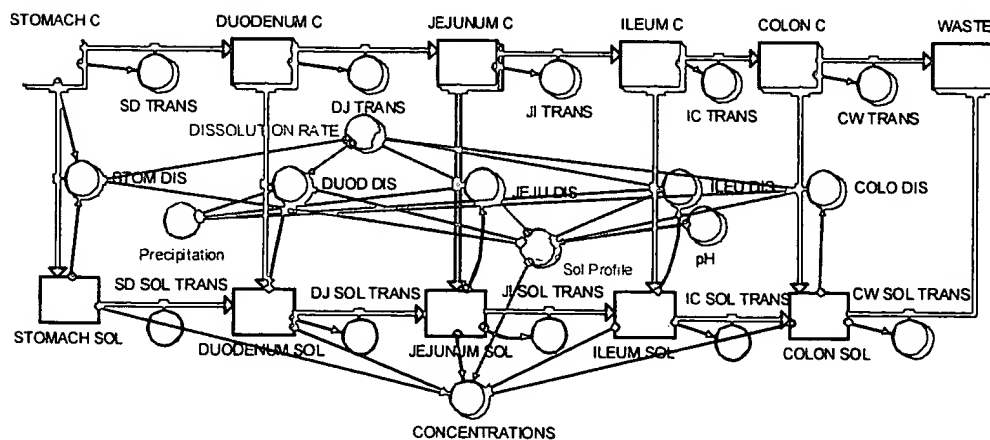 STOMACH C
DUODENUM C
JEJUNUM C
ILEUM C
COLON C
WASTE
SD TRANS
DJ TRANS
JI TRANS
IC TRANS
CW TRANS
DISSOLUTION RATE
STOM DIS
DUOD DIS
JEJU DIS
ILEU DIS
COLO DIS
Precipitation
Sol Profile
pH
SD SOL TRANS
DJ SOL TRANS
JI SOL TRANS
IC SOL TRANS
CW SOL TRANS
STOMACH SOL
DUODENUM SOL
JEJUNUM SOL
ILEUM SOL
COLON SOL
CONCENTRATIONS